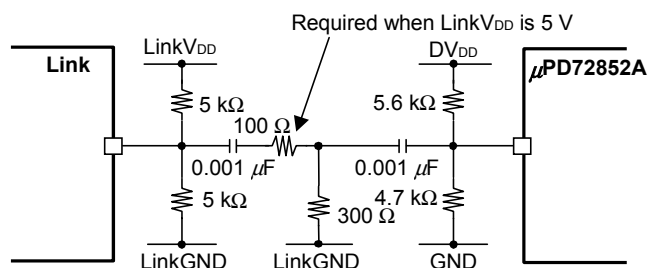 Required when LinkVDD is 5 V
LinkVDD
DVDD
Link
μPD72852A
5 kΩ
100 Ω
5.6 kΩ
0.001 μF
0.001 μF
5 kΩ
300 Ω
4.7 kΩ
LinkGND
LinkGND
GND